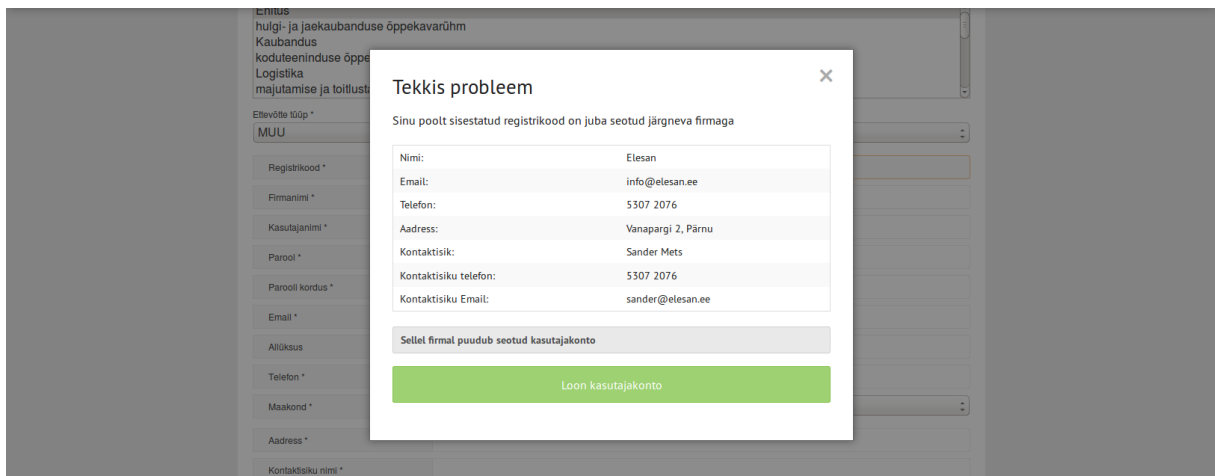 Ehitus
hulgi- ja jaekaubanduse õppekavarühm
Kaubandus
koduteeninduse õppe
Logistika
majutamise ja toitlust
Ettevõtte tüüp *
MUU
Registrikood *
Firmanimi *
Kasutajanimi *
Parool *
Parooli kordus *
Email *
Allüksus
Telefon *
Maakond *
Aadress *
Kontaktisiku nimi *
Tekkis probleem
Sinu poolt sisestatud registrikood on juba seotud järgneva firmaga
Nimi: Elesan
Email: info@elesan.ee
Telefon: 5307 2076
Aadress: Vanapargi 2, Pärnu
Kontaktisik: Sander Mets
Kontaktisiku telefon: 5307 2076
Kontaktisiku Email: sander@elesan.ee
Sellel firmal puudub seotud kasutajakonto
Loon kasutajakonto